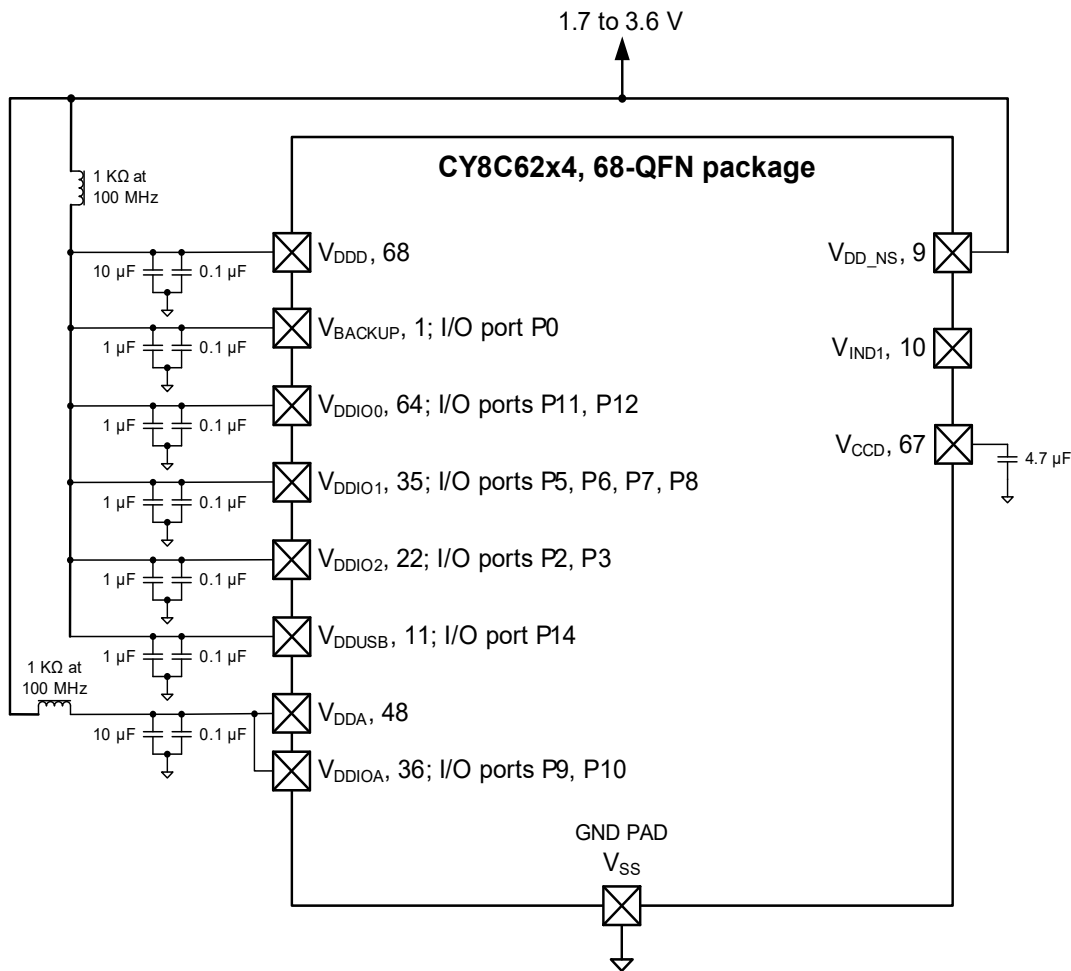 1.7 to 3.6 V
CY8C62x4, 68-QFN package
1 KΩ at
100 MHz
10 µF
0.1 µF
VDDD, 68
VDD_NS, 9
1 µF
0.1 µF
VBACKUP, 1; I/O port P0
VIND1, 10
1 µF
0.1 µF
VDDIO0, 64; I/O ports P11, P12
VCCD, 67
4.7 µF
1 µF
0.1 µF
VDDIO1, 35; I/O ports P5, P6, P7, P8
1 µF
0.1 µF
VDDIO2, 22; I/O ports P2, P3
1 µF
0.1 µF
VDDUSB, 11; I/O port P14
1 KΩ at
100 MHz
10 µF
0.1 µF
VDDA, 48
VDDIOA, 36; I/O ports P9, P10
GND PAD
VSS